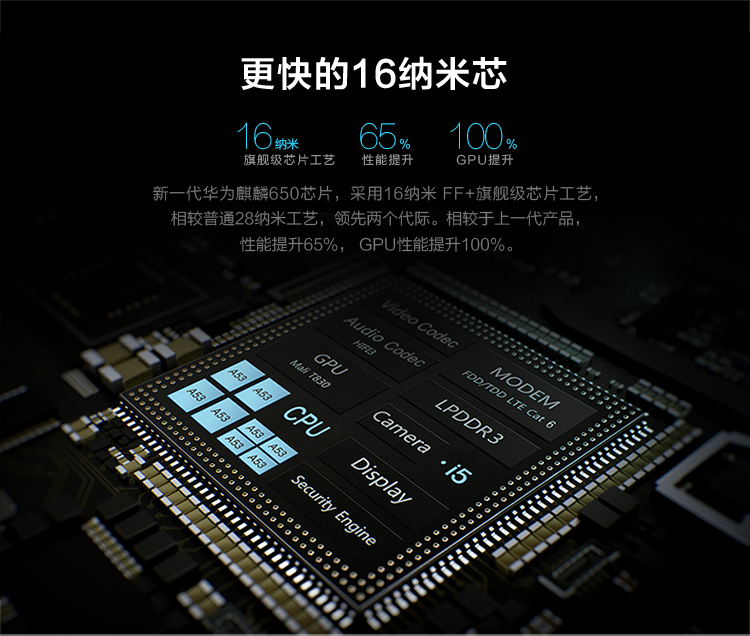 更快的16纳米芯
16纳米 65% 100%
旗舰级芯片工艺 性能提升 GPU提升
新一代华为麒麟650芯片，采用16纳米 FF+旗舰级芯片工艺，
相较普通28纳米工艺，领先两个代际。相较于上一代产品，
性能提升65%， GPU性能提升100%。
Video Codec
Audio Codec
HiFi3
GPU
Mali T830
MODEM
FDD/TDD LTE Cat 6
A53
A53
A53
A53
A53
A53
A53
A53
CPU
LPDDR3
Camera
·i5
Display
Security Engine